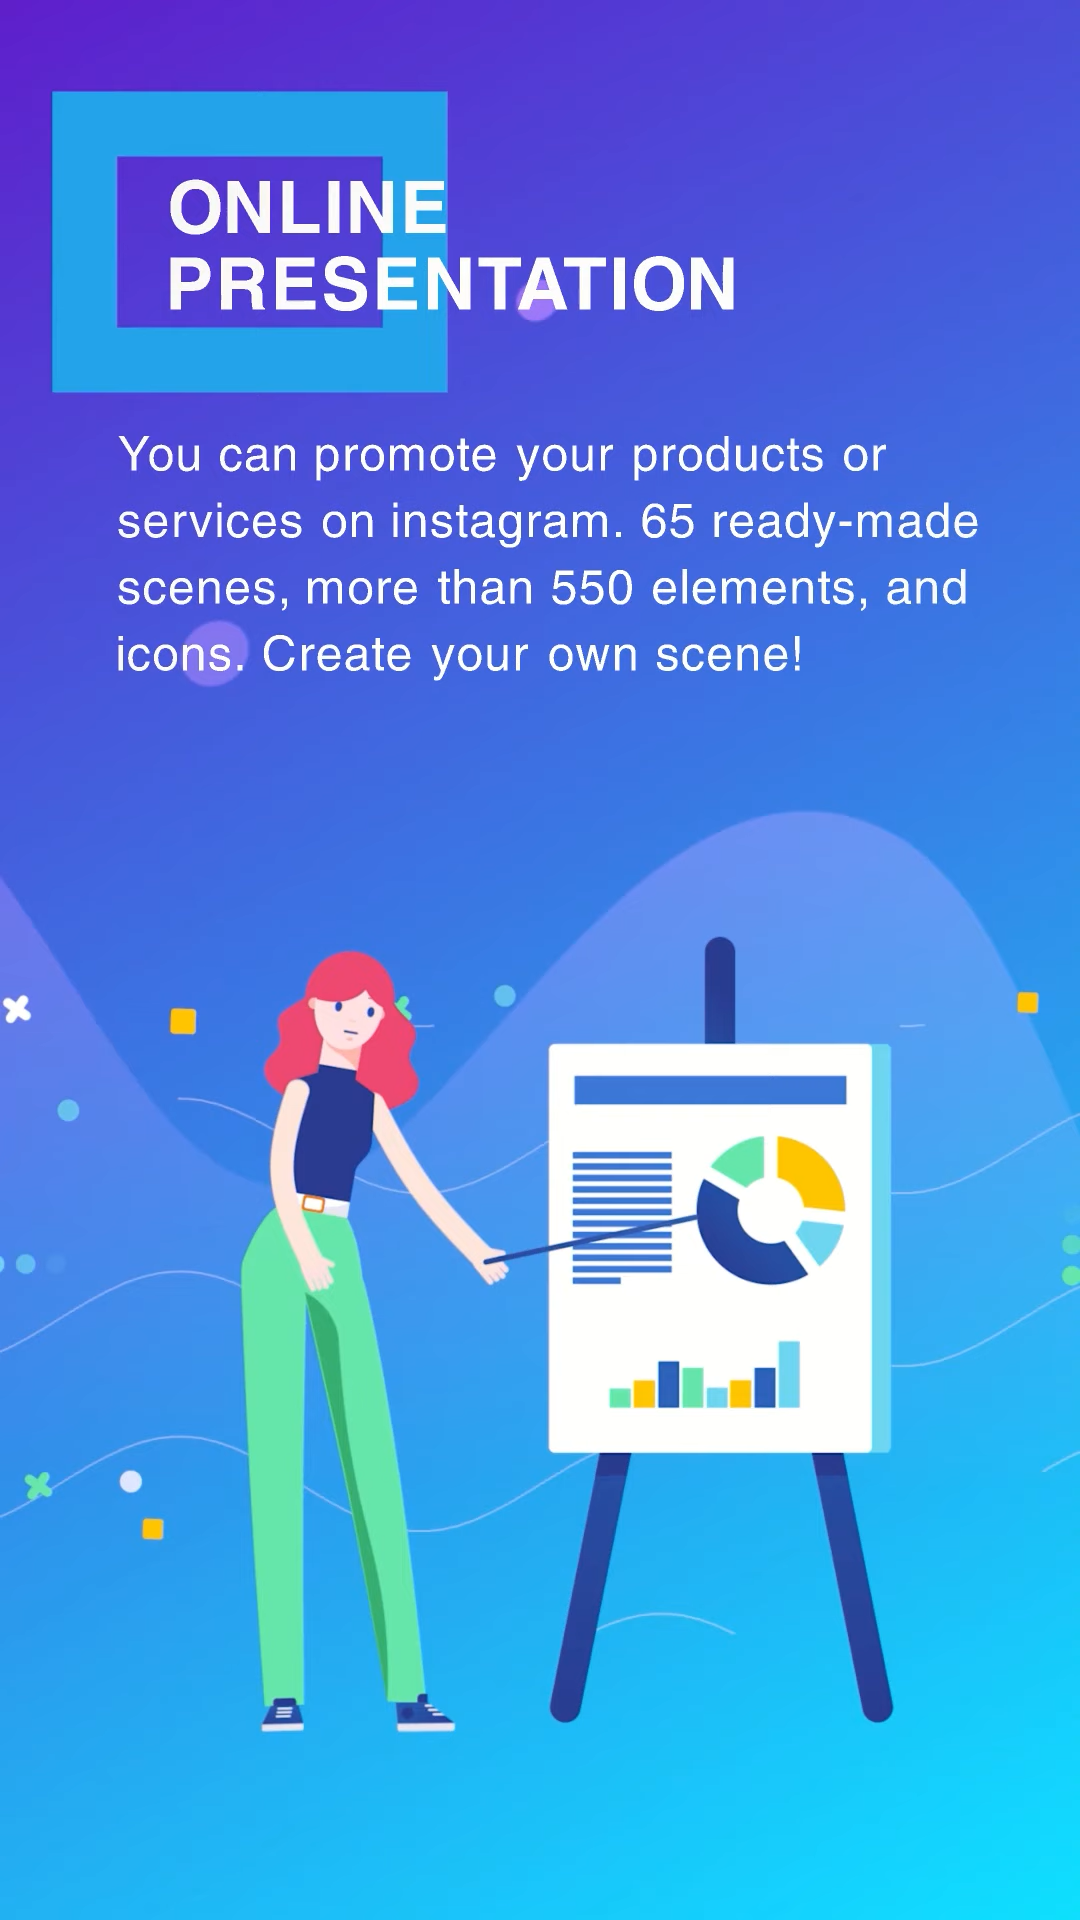 ONLINE
PRESENTATION
You can promote your products or
services on instagram. 65 ready-made
scenes, more than 550 elements, and
icons. Create your own scene!